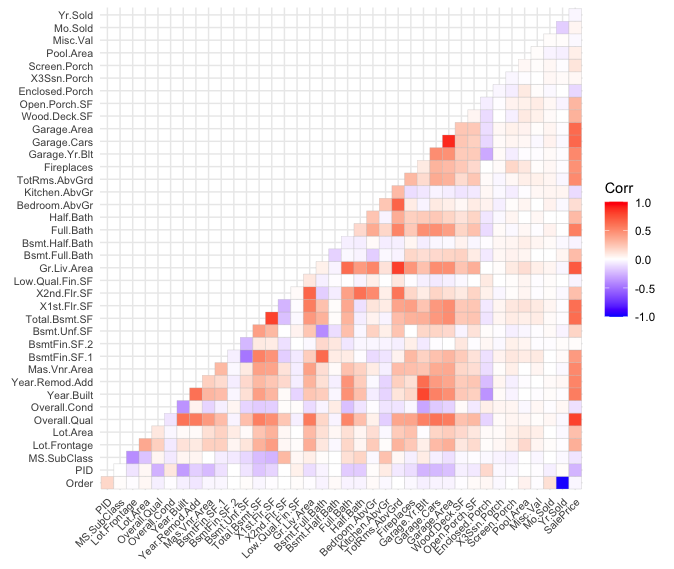 Yr.Sold
Mo.Sold
Misc.Val
Pool.Area
Screen.Porch
X3Ssn.Porch
Enclosed.Porch
Open.Porch.SF
Wood.Deck.SF
Garage.Area
Garage.Cars
Garage.Yr.Blt
Fireplaces
TotRms.AbvGrd
Kitchen.AbvGr
Bedroom.AbvGr
Half.Bath
Full.Bath
Bsmt.Half.Bath
Bsmt.Full.Bath
Gr.Liv.Area
Low.Qual.Fin.SF
X2nd.Flr.SF
X1st.Flr.SF
Total.Bsmt.SF
Bsmt.Unf.SF
BsmtFin.SF.2
BsmtFin.SF.1
Mas.Vnr.Area
Year.Remod.Add
Year.Built
Overall.Cond
Overall.Qual
Lot.Area
Lot.Frontage
MS.SubClass
PID
Order
PID
MS.SubClass
Lot.Frontage
Lot.Area
Overall.Qual
Overall.Cond
Year.Built
Year.Remod.Add
Mas.Vnr.Area
BsmtFin.SF.1
BsmtFin.SF.2
Bsmt.Unf.SF
Total.Bsmt.SF
X1st.Flr.SF
X2nd.Flr.SF
Low.Qual.Fin.SF
Gr.Liv.Area
Bsmt.Full.Bath
Bsmt.Half.Bath
Full.Bath
Half.Bath
Bedroom.AbvGr
Kitchen.AbvGr
TotRms.AbvGrd
Fireplaces
Garage.Yr.Blt
Garage.Cars
Garage.Area
Wood.Deck.SF
Open.Porch.SF
Enclosed.Porch
X3Ssn.Porch
Screen.Porch
Pool.Area
Misc.Val
Mo.Sold
Yr.Sold
SalePrice
Corr
1.0
0.5
0.0
-0.5
-1.0